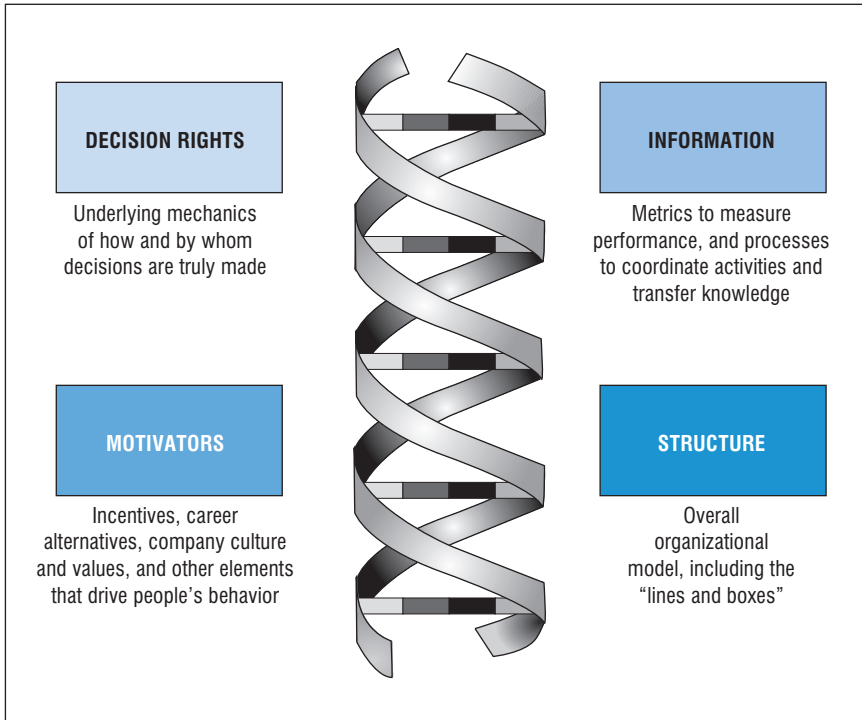 DECISION RIGHTS
Underlying mechanics
of how and by whom
decisions are truly made
INFORMATION
Metrics to measure
performance, and processes
to coordinate activities and
transfer knowledge
MOTIVATORS
Incentives, career
alternatives, company culture
and values, and other elements
that drive people’s behavior
STRUCTURE
Overall
organizational
model, including the
“lines and boxes”